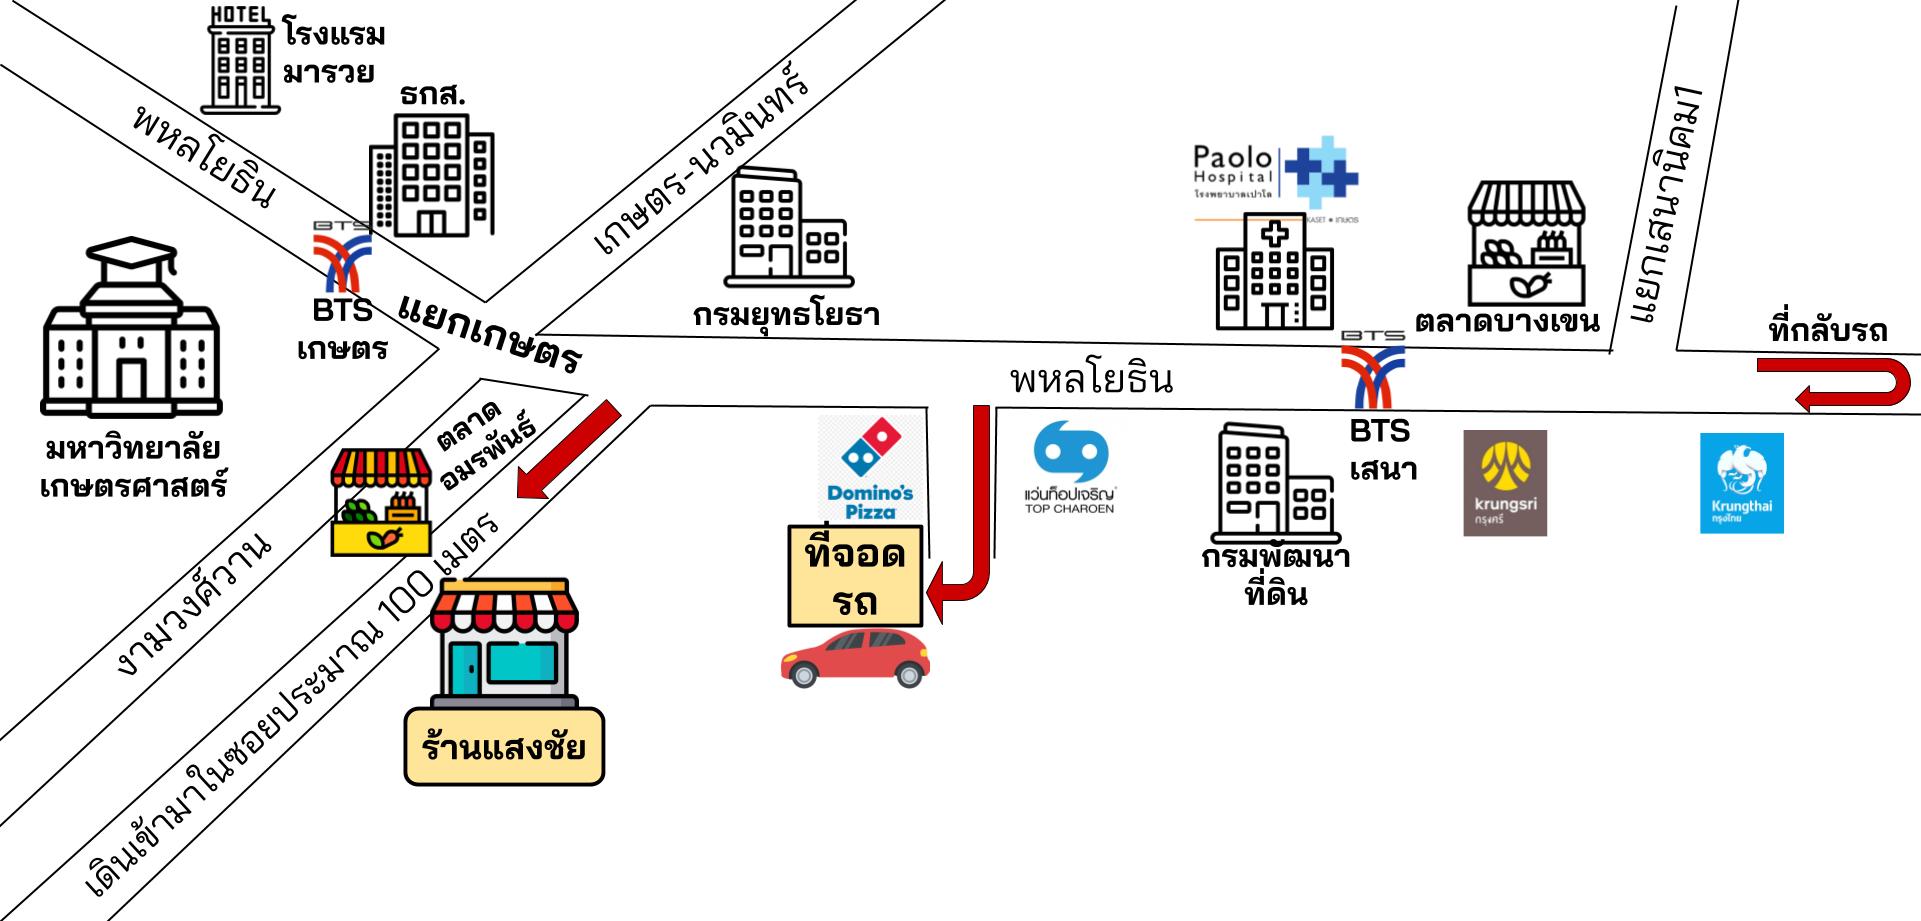 HOTEL
โรงแรม
มารวย
ธกส.
พหลโยธิน
เกษตร-นวมินทร์
แยกเสนานิคม1
Paolo
Hospital
โรงพยาบาลเปาโล
KASET • เกษตร
BTS
BTS
เกษตร
แยกเกษตร
กรมยุทธโยธา
ตลาดบางเขน
ที่กลับรถ
พหลโยธิน
BTS
BTS
เสนา
มหาวิทยาลัย
เกษตรศาสตร์
ตลาด
อมรพันธ์
Domino's
Pizza
แว่นท็อปเจริญ
TOP CHAROEN
krungsri
กรุงศรี
Krungthai
กรุงไทย
กรมพัฒนา
ที่ดิน
ที่จอด
รถ
งามวงศ์วาน
เดินเข้ามาในซอยประมาณ 100 เมตร
ร้านแสงชัย